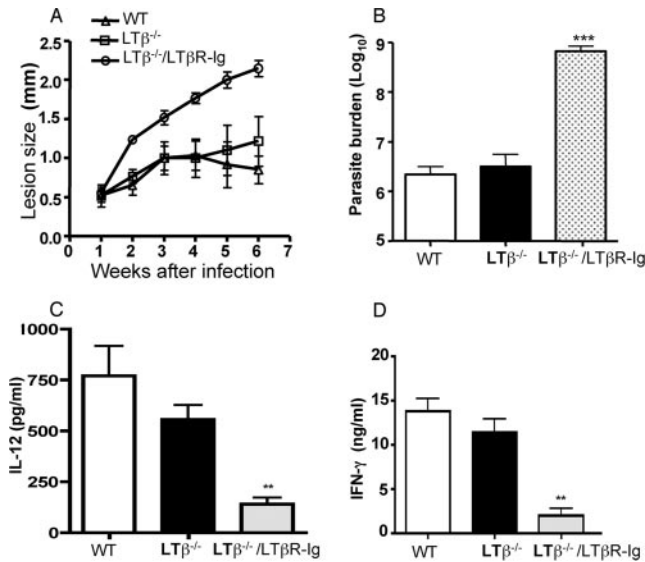 A
WT
LTβ-/-
LTβ-/-/LTβR-Ig
2.5
2.0
1.5
1.0
0.5
0.0
Lesion size (mm)
0 1 2 3 4 5 6 7
Weeks after infection
B
***
10
9
8
7
6
5
Parasite burden (Log10)
WT LTβ-/- LTβ-/-/LTβR-Ig
C
1000
750
500
250
0
IL-12 (pg/ml)
**
WT LTβ-/- LTβ-/-/LTβR-Ig
D
20
15
10
5
0
IFN-γ (ng/ml)
**
WT LTβ-/- LTβ-/-/LTβR-Ig